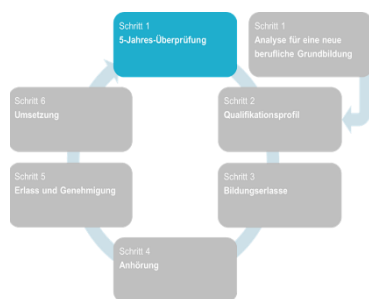 Schritt 1
5-Jahres-Überprüfung
Schritt 1
Analyse für eine neue
berufliche Grundbildung
Schritt 6
Umsetzung
Schritt 2
Qualifikationsprofil
Schritt 5
Erlass und Genehmigung
Schritt 3
Bildungserlasse
Schritt 4
Anhörung